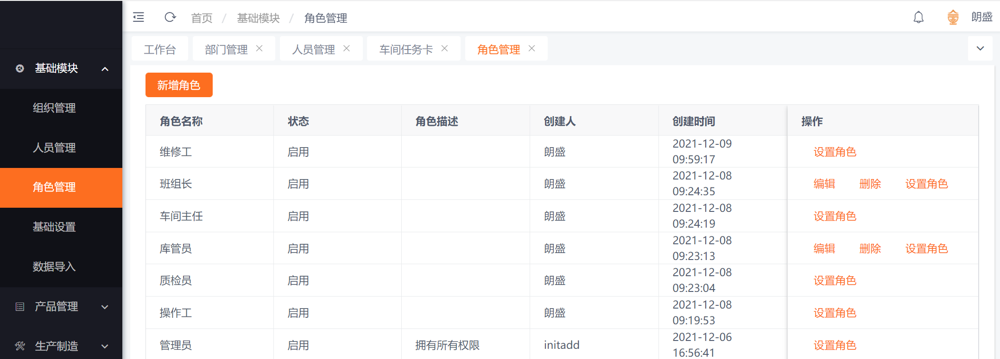 首页 / 基础模块 / 角色管理
朗盛
工作台
部门管理
人员管理
车间任务卡
角色管理
基础模块
组织管理
人员管理
角色管理
基础设置
数据导入
产品管理
生产制造
新增角色
角色名称 状态 角色描述 创建人 创建时间 操作
维修工 启用 朗盛 2021-12-09 设置角色
09:59:17
班组长 启用 朗盛 2021-12-08 编辑 删除 设置角色
09:24:35
车间主任 启用 朗盛 2021-12-08 设置角色
09:24:19
库管员 启用 朗盛 2021-12-08 编辑 删除 设置角色
09:23:13
质检员 启用 朗盛 2021-12-08 设置角色
09:23:04
操作工 启用 朗盛 2021-12-08 设置角色
09:19:53
管理员 启用 拥有所有权限 initadd 2021-12-06 设置角色
16:56:41